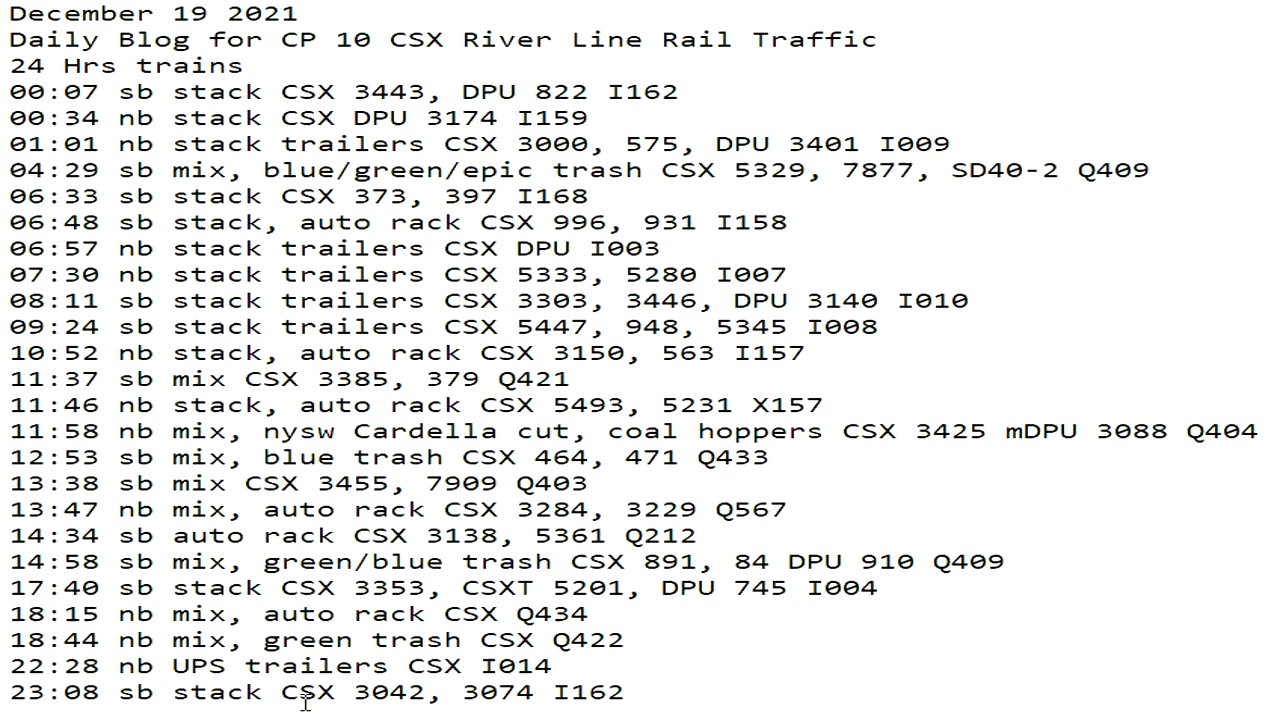 December 19 2021
Daily Blog for CP 10 CSX River Line Rail Traffic
24 Hrs trains
00:07 sb stack CSX 3443, DPU 822 I162
00:34 nb stack CSX DPU 3174 I159
01:01 nb stack trailers CSX 3000, 575, DPU 3401 I009
04:29 sb mix, blue/green/epic trash CSX 5329, 7877, SD40-2 Q409
06:33 sb stack CSX 373, 397 I168
06:48 sb stack, auto rack CSX 996, 931 I158
06:57 nb stack trailers CSX DPU I003
07:30 nb stack trailers CSX 5333, 5280 I007
08:11 sb stack trailers CSX 3303, 3446, DPU 3140 I010
09:24 sb stack trailers CSX 5447, 948, 5345 I008
10:52 nb stack, auto rack CSX 3150, 563 I157
11:37 sb mix CSX 3385, 379 Q421
11:46 nb stack, auto rack CSX 5493, 5231 X157
11:58 nb mix, nysw Cardella cut, coal hoppers CSX 3425 mDPU 3088 Q404
12:53 sb mix, blue trash CSX 464, 471 Q433
13:38 sb mix CSX 3455, 7909 Q403
13:47 nb mix, auto rack CSX 3284, 3229 Q567
14:34 sb auto rack CSX 3138, 5361 Q212
14:58 sb mix, green/blue trash CSX 891, 84 DPU 910 Q409
17:40 sb stack CSX 3353, CSXT 5201, DPU 745 I004
18:15 nb mix, auto rack CSX Q434
18:44 nb mix, green trash CSX Q422
22:28 nb UPS trailers CSX I014
23:08 sb stack CSX 3042, 3074 I162